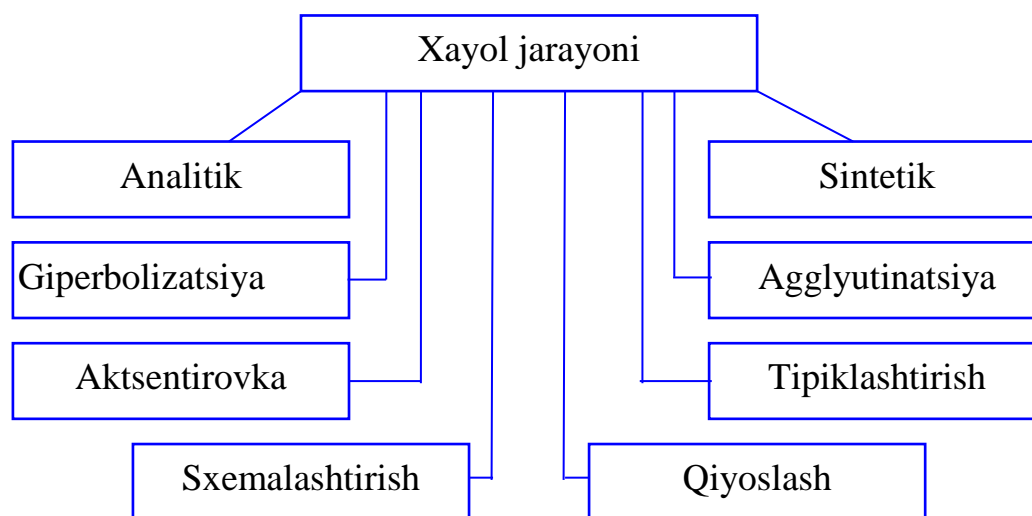 Xayol jarayoni
Analitik
Sintetik
Giperbolizatsiya
Agglyutinatsiya
Aktsentirovka
Tipiklashtirish
Sxemalashtirish
Qiyoslash